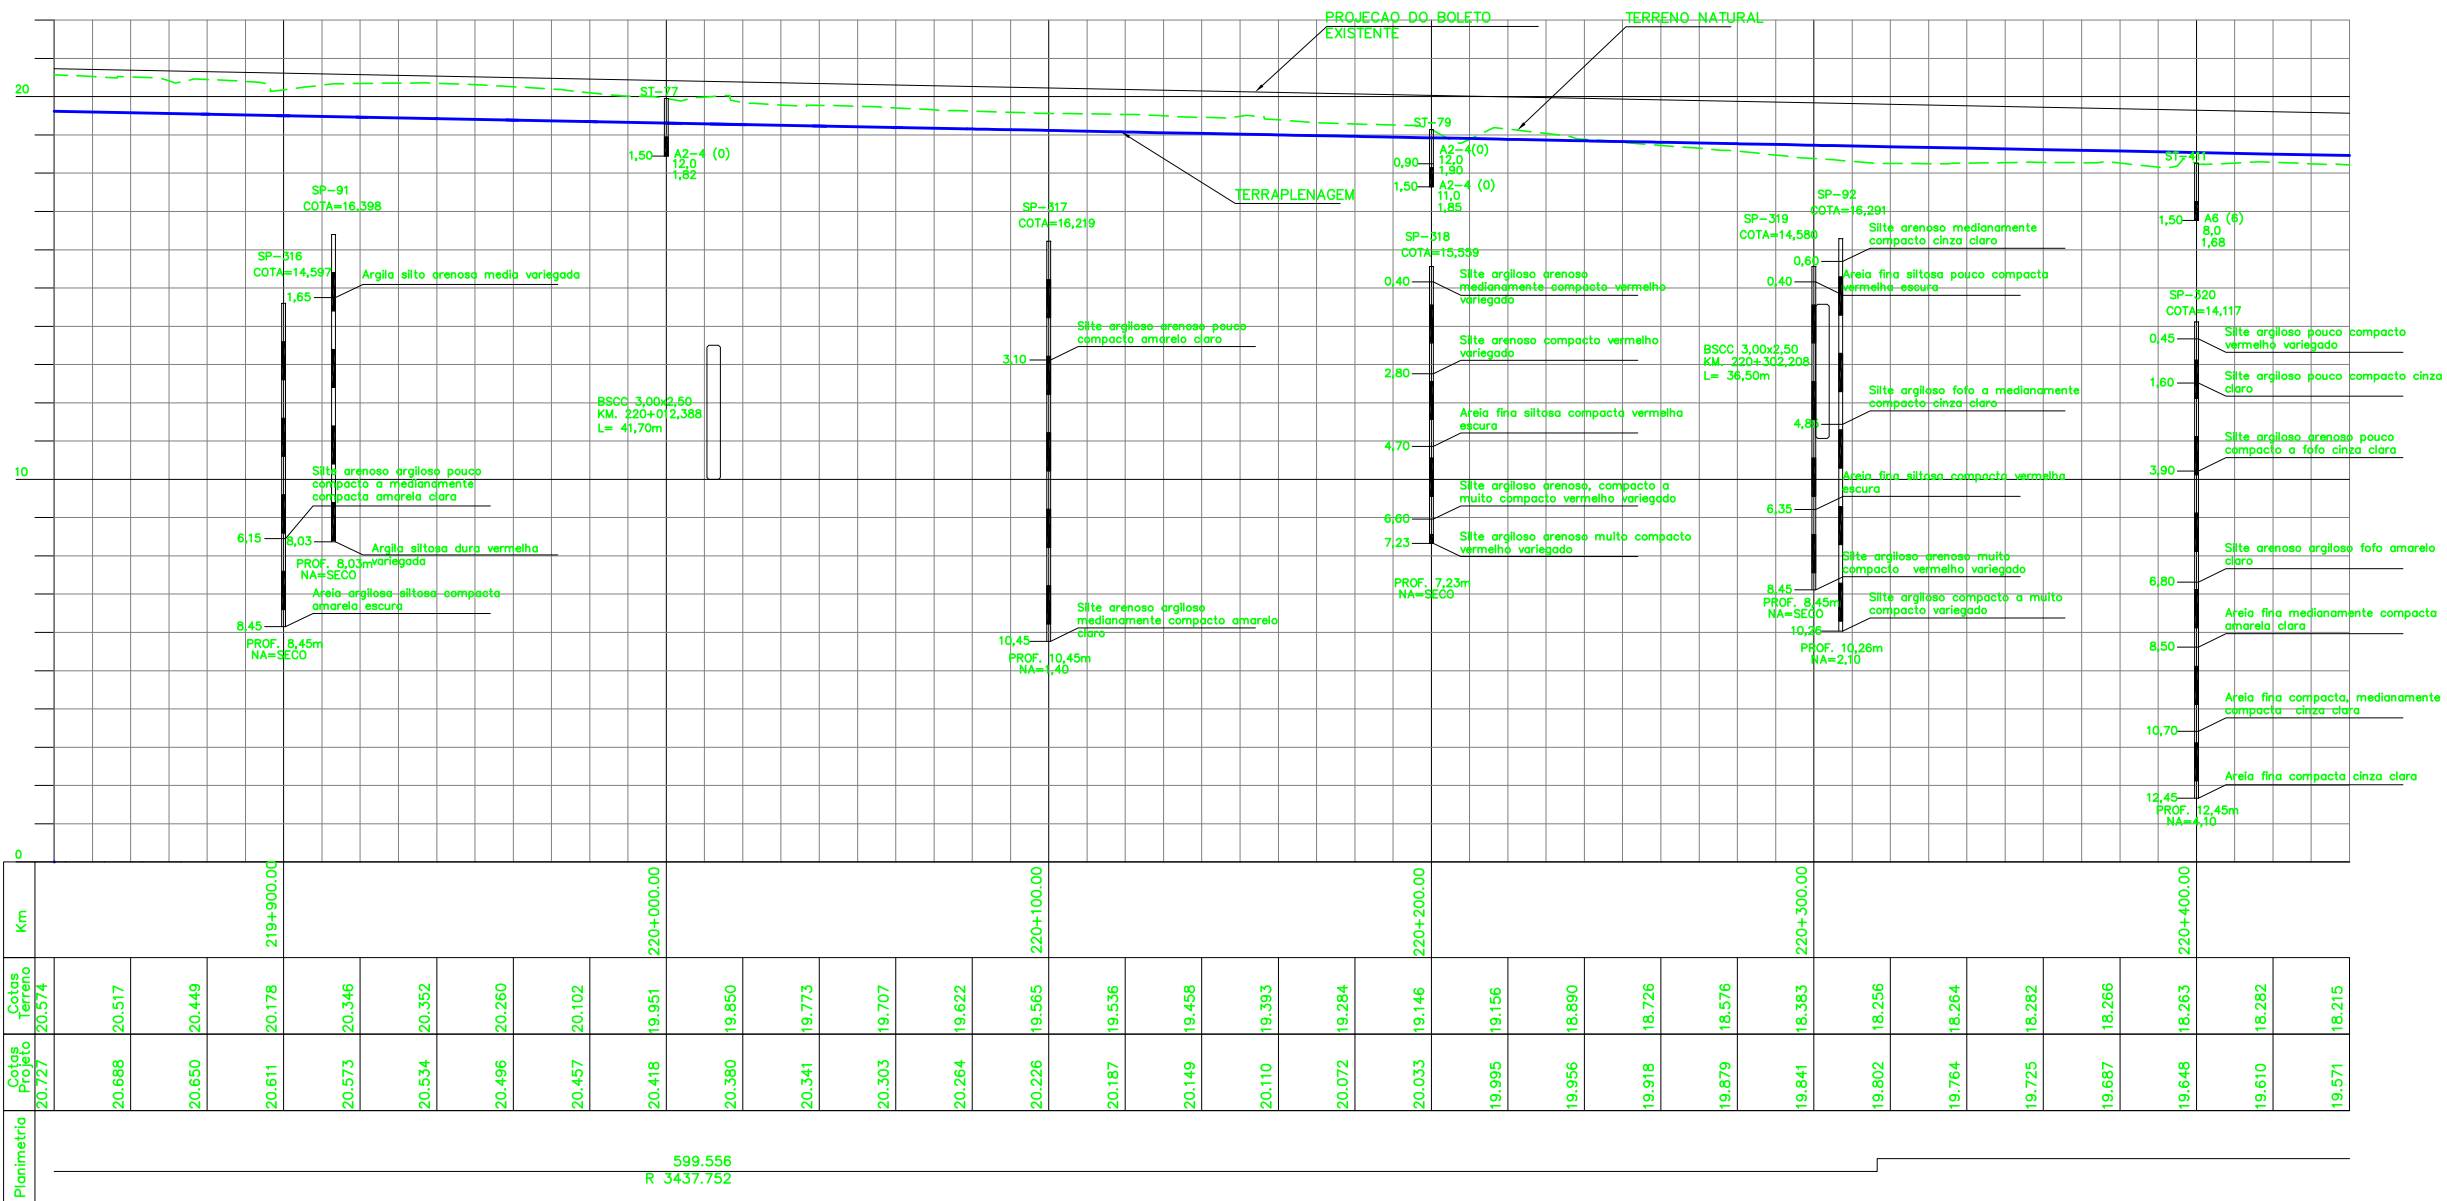 PROJECAO DO BOLETO
EXISTENTE
TERRENO NATURAL
20
10
0
ST-77
1,50
A2-4 (0)
12,0
1,82
ST-79
0,90
A2-4(0)
12,0
1,90
1,50
A2-4 (0)
11,0
1,85
TERRAPLENAGEM
ST-411
1,50
A6 (6)
8,0
1,68
SP-91
COTA=16,398
1,65
Argila silto arenosa media variegada
8,03
Argila siltosa dura vermelha
variegada
PROF. 8,03m
NA=SECO
SP-316
COTA=14,597
6,15
Silte arenoso argiloso pouco
compacto a medianamente
compacta amarela clara
8,45
Areia argilosa siltosa compacta
amarela escura
PROF. 8,45m
NA=SECO
BSCC 3,00x2,50
KM. 220+012,388
L= 41,70m
SP-317
COTA=16,219
3,10
Silte argiloso arenoso pouco
compacto amarelo claro
10,45
Silte arenoso argiloso
medianamente compacto amarelo
claro
PROF. 10,45m
NA=1,40
SP-318
COTA=15,559
0,40
Silte argiloso arenoso
medianamente compacto vermelho
variegado
2,80
Silte arenoso compacto vermelho
variegado
4,70
Areia fina siltosa compacta vermelha
escura
6,60
Silte argiloso arenoso, compacto a
muito compacto vermelho variegado
7,23
Silte argiloso arenoso muito compacto
vermelho variegado
PROF. 7,23m
NA=SECO
SP-319
COTA=14,580
0,40
Areia fina siltosa pouco compacta
vermelha escura
BSCC 3,00x2,50
KM. 220+302,208
L= 36,50m
6,35
Areia fina siltosa compacta vermelha
escura
8,45
Silte argiloso arenoso muito
compacto vermelho variegado
PROF. 8,45m
NA=SECO
SP-92
COTA=16,291
0,60
Silte arenoso medianamente
compacto cinza claro
4,85
Silte argiloso fofo a medianamente
compacto cinza claro
10,26
Silte argiloso compacto a muito
compacto variegado
PROF. 10,26m
NA=2,10
SP-320
COTA=14,117
0,45
Silte argiloso pouco compacto
vermelho variegado
1,60
Silte argiloso pouco compacto cinza
claro
3,90
Silte argiloso arenoso pouco
compacto a fofo cinza clara
6,80
Silte arenoso argiloso fofo amarelo
claro
8,50
Areia fina medianamente compacta
amarela clara
10,70
Areia fina compacta, medianamente
compacta cinza clara
12,45
Areia fina compacta cinza clara
PROF. 12,45m
NA=4,10
Km
219+900.00
220+000.00
220+100.00
220+200.00
220+300.00
220+400.00
Cotas
Terreno
20.574
20.517
20.449
20.178
20.346
20.352
20.260
20.102
19.951
19.850
19.773
19.707
19.622
19.565
19.536
19.458
19.393
19.284
19.146
19.156
18.890
18.726
18.576
18.383
18.256
18.264
18.282
18.266
18.263
18.282
18.215
Cotas
Projeto
20.727
20.688
20.650
20.611
20.573
20.534
20.496
20.457
20.418
20.380
20.341
20.303
20.264
20.226
20.187
20.149
20.110
20.072
20.033
19.995
19.956
19.918
19.879
19.841
19.802
19.764
19.725
19.687
19.648
19.610
19.571
Planimetria
599.556
R 3437.752